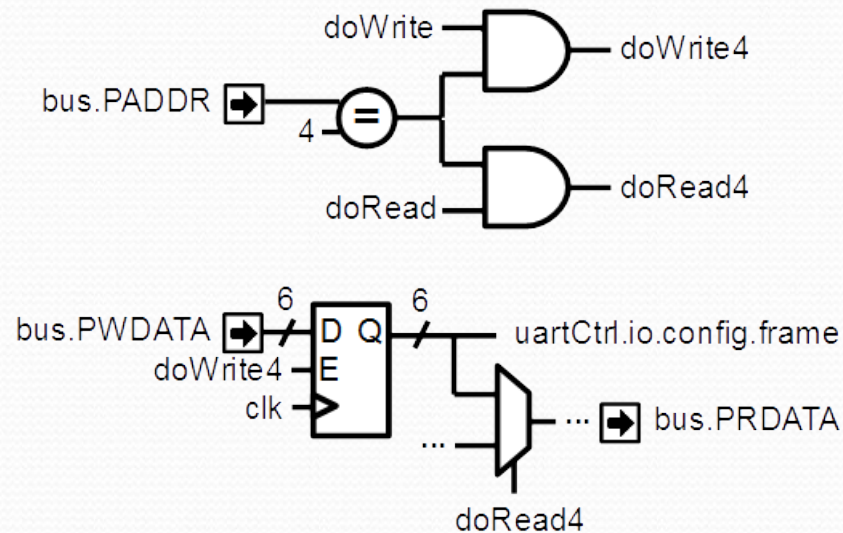 doWrite
doWrite4
bus.PADDR
=
4
doRead4
doRead
6
6
bus.PWDATA
D Q
uartCtrl.io.config.frame
doWrite4
E
clk
...
bus.PRDATA
...
doRead4